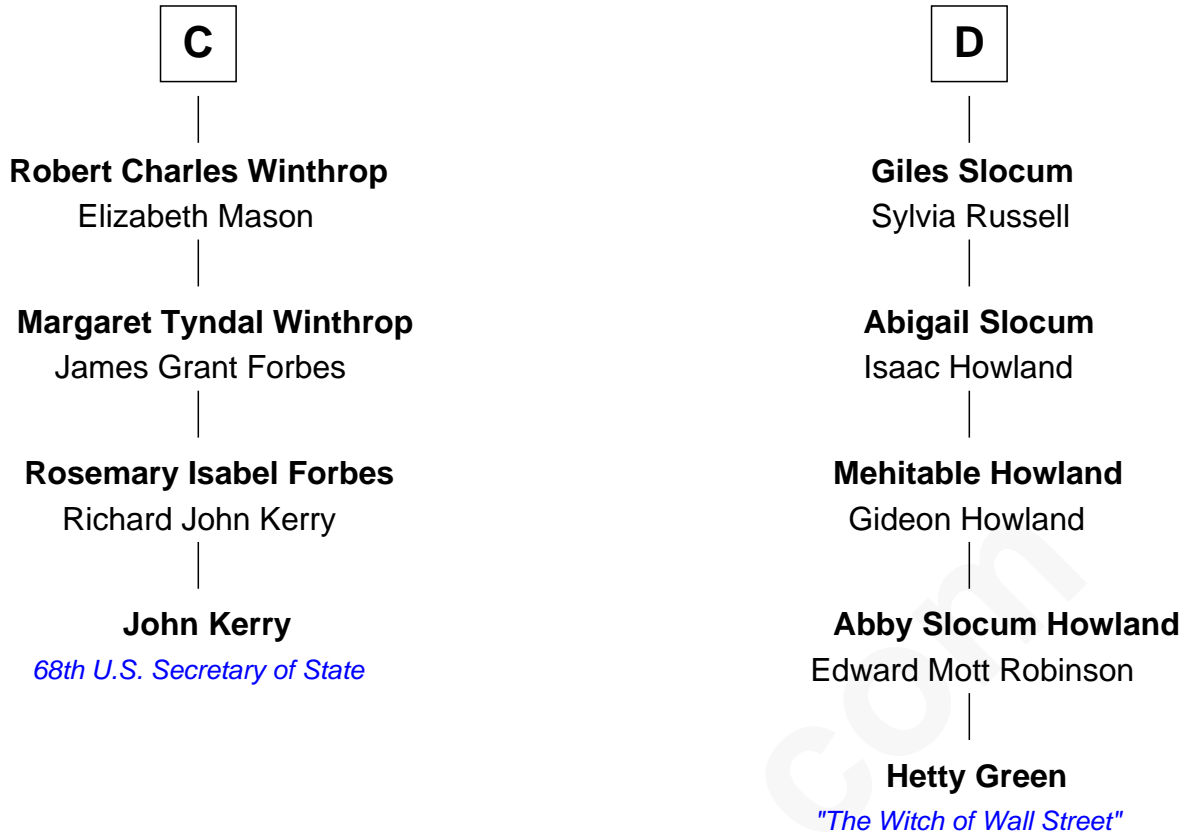 C
Robert Charles Winthrop
Elizabeth Mason
Margaret Tyndal Winthrop
James Grant Forbes
Rosemary Isabel Forbes
Richard John Kerry
John Kerry
68th U.S. Secretary of State
D
Giles Slocum
Sylvia Russell
Abigail Slocum
Isaac Howland
Mehitable Howland
Gideon Howland
Abby Slocum Howland
Edward Mott Robinson
Hetty Green
"The Witch of Wall Street"
com